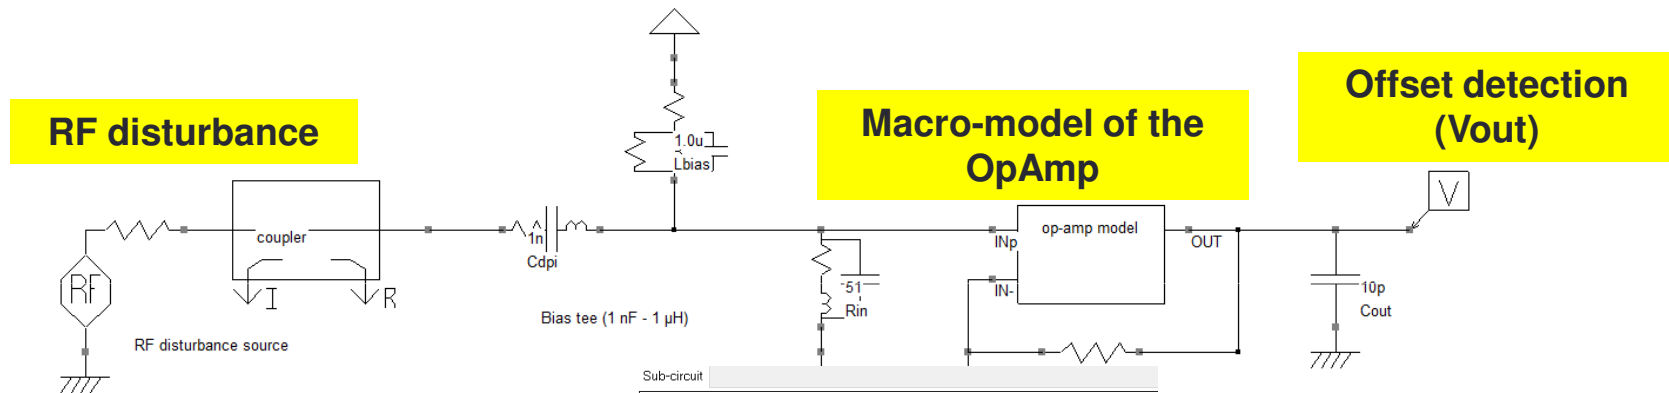 RF disturbance
Macro-model of the
OpAmp
Offset detection
(Vout)
1.0u
Lbias
coupler
1n
Cdpi
RF
I
R
Bias tee (1 nF - 1 µH)
RF disturbance source
51
Rin
INp
op-amp model
OUT
IN-
V
10p
Cout
Sub-circuit